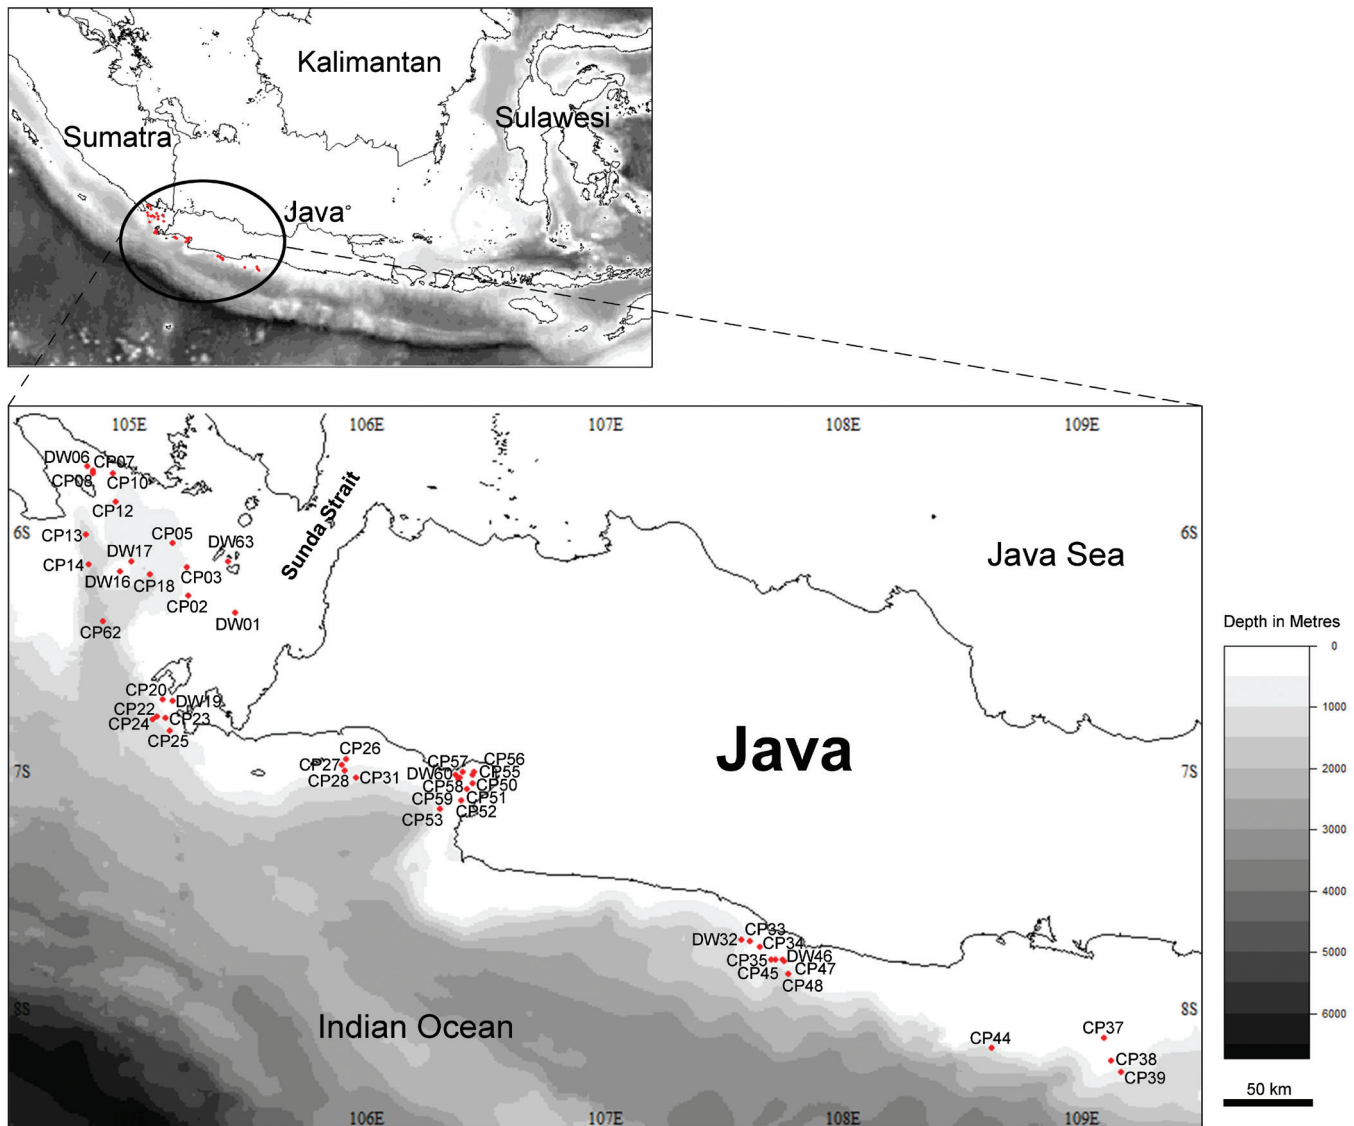 Kalimantan
Sulawesi
Sumatra
Java
105E 106E 107E 108E 109E
DW06 CP07
CP08 CP10
CP12
6S 6S
CP13 CP05 DW63
Sunda Strait
Java Sea
DW17
CP14 CP03
DW16 CP18
CP02
DW01
CP62
Depth in Metres
0
1000
2000
3000
4000
5000
6000
50 km
CP20 DW19
CP22 CP23
CP24
CP25
Java
CP26
CP27
CP28 CP31
CP57 CP56
DW60 CP55
CP58 CP50
CP59 CP51
CP53 CP52
7S 7S
CP33
DW32 CP34
CP35 DW46
CP45 CP47
CP48
8S 8S
Indian Ocean
CP44 CP37
CP38
CP39
106E 107E 108E 109E